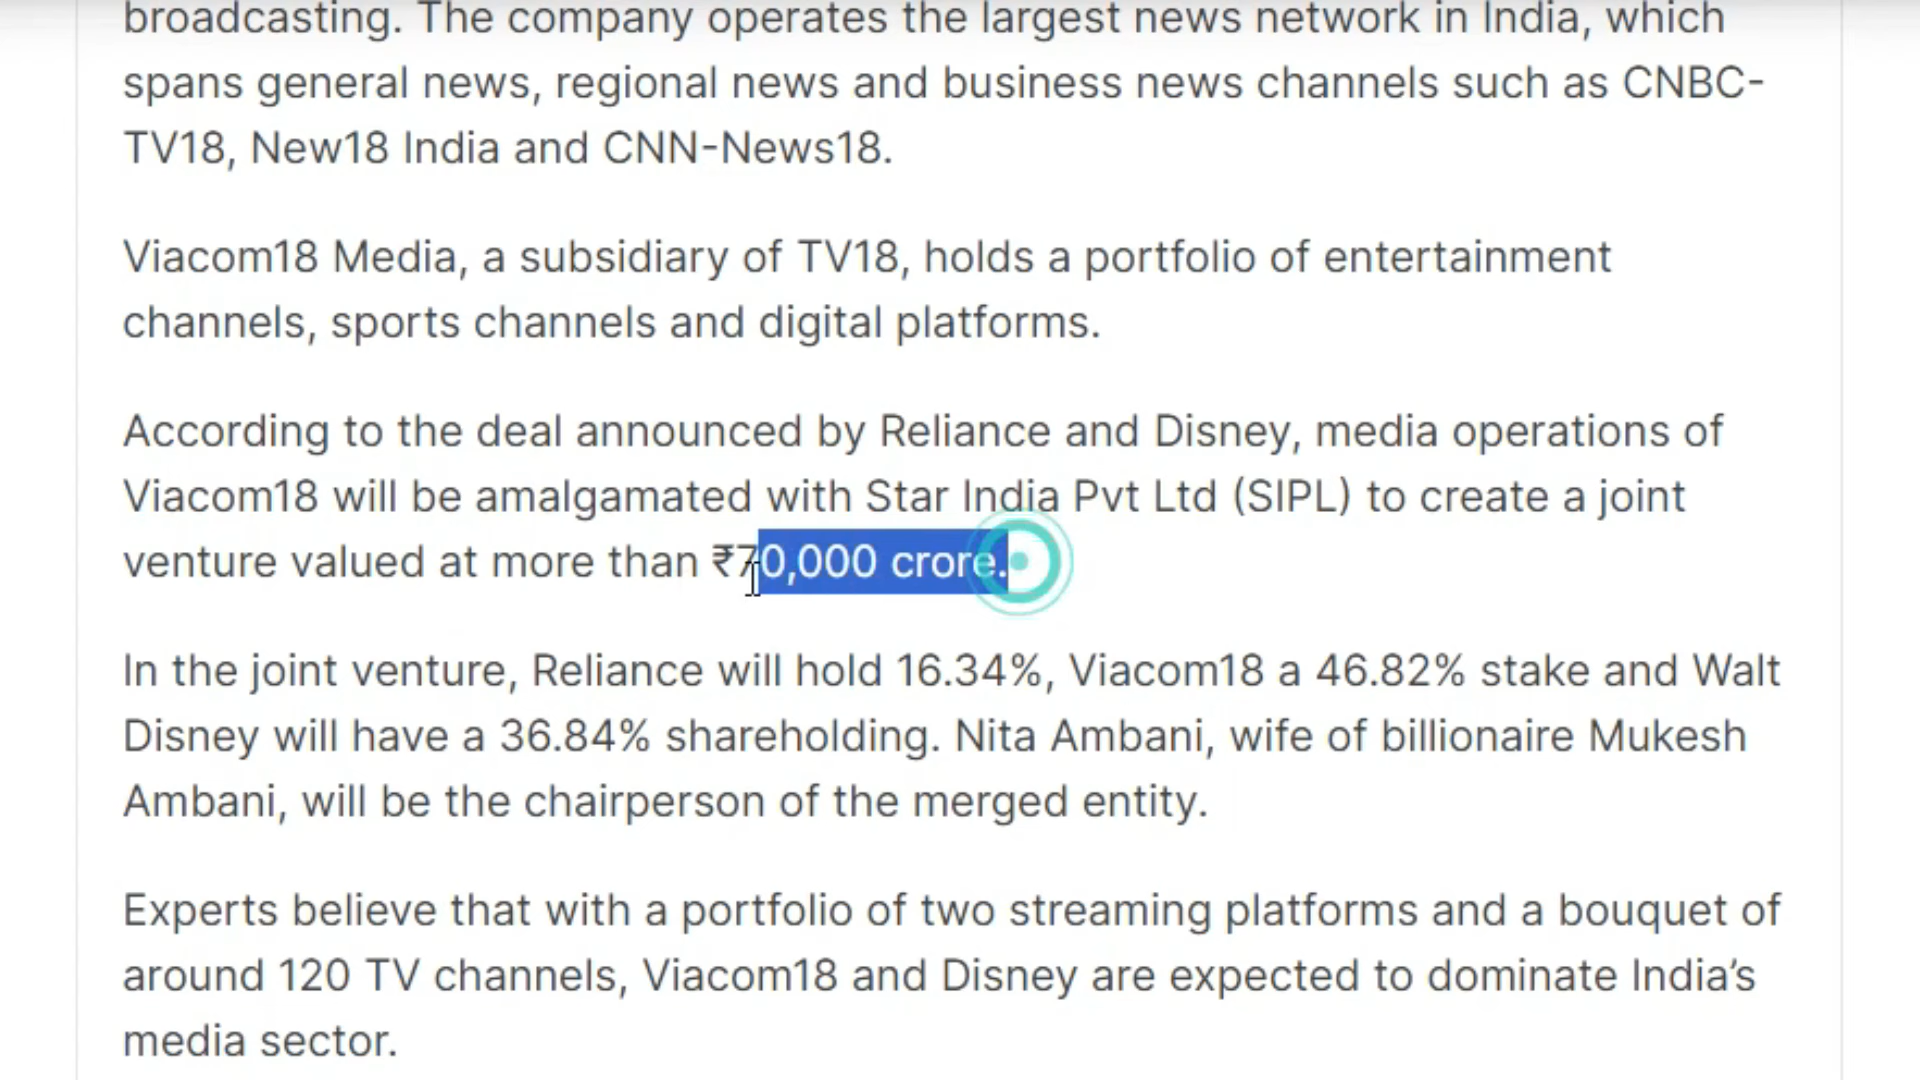 broadcasting. The company operates the largest news network in India, which
spans general news, regional news and business news channels such as CNBC-
TV18, New18 India and CNN-News18.
Viacom18 Media, a subsidiary of TV18, holds a portfolio of entertainment
channels, sports channels and digital platforms.
According to the deal announced by Reliance and Disney, media operations of
Viacom18 will be amalgamated with Star India Pvt Ltd (SIPL) to create a joint
venture valued at more than ₹70,000 crore.
In the joint venture, Reliance will hold 16.34%, Viacom18 a 46.82% stake and Walt
Disney will have a 36.84% shareholding. Nita Ambani, wife of billionaire Mukesh
Ambani, will be the chairperson of the merged entity.
Experts believe that with a portfolio of two streaming platforms and a bouquet of
around 120 TV channels, Viacom18 and Disney are expected to dominate India’s
media sector.